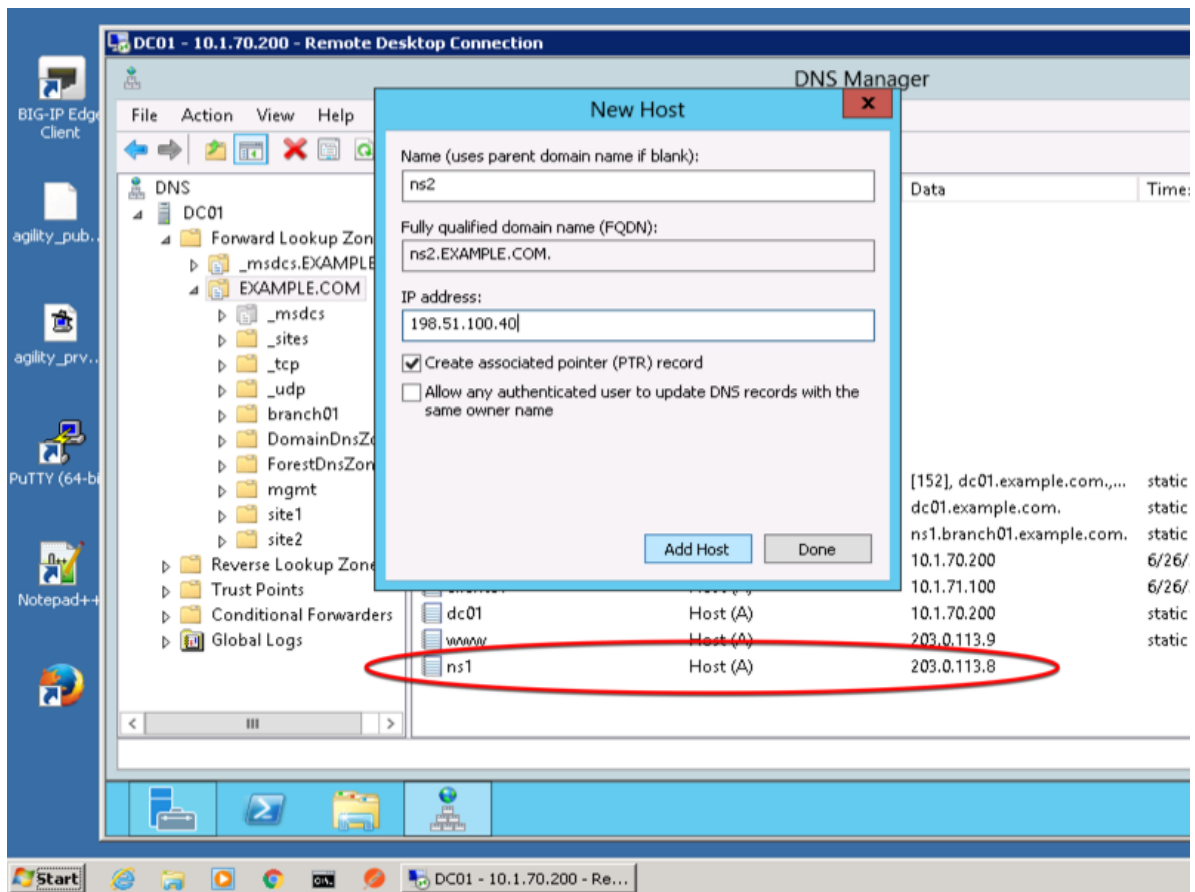 DC01 - 10.1.70.200 - Remote Desktop Connection
DNS Manager
BIG-IP Edge
Client
agility_pub..
agility_prv..
PuTTY (64-bi
Notepad++
File Action View Help
DNS
DC01
Forward Lookup Zon
_msdcs.EXAMPLE
EXAMPLE.COM
_msdcs
_sites
_tcp
_udp
branch01
DomainDnsZo
ForestDnsZon
mgmt
site1
site2
Reverse Lookup Zone
Trust Points
Conditional Forwarders
Global Logs
New Host
x
Name (uses parent domain name if blank):
ns2
Fully qualified domain name (FQDN):
ns2.EXAMPLE.COM.
IP address:
198.51.100.40
Create associated pointer (PTR) record
Allow any authenticated user to update DNS records with the
same owner name
Add Host Done
Data Time
[152], dc01.example.com.,... static
dc01.example.com. static
ns1.branch01.example.com. static
10.1.70.200 6/26/
10.1.71.100 6/26/
dc01 Host (A) 10.1.70.200 static
www Host (A) 203.0.113.9 static
ns1 Host (A) 203.0.113.8
Start
DC01 - 10.1.70.200 - Re...